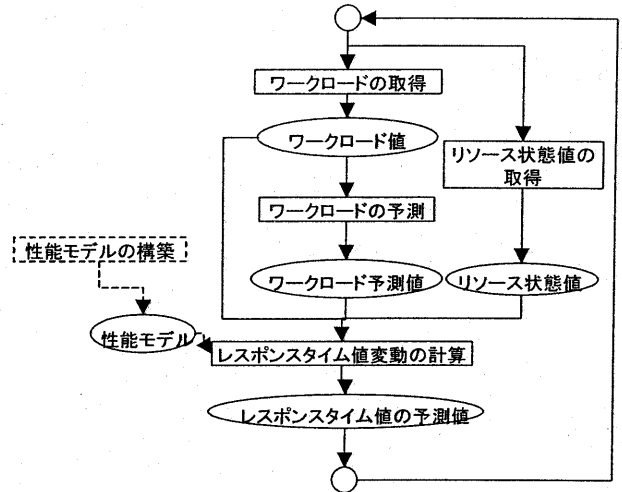 ワークロードの取得
ワークロード値
リソース状態値の
取得
ワークロードの予測
性能モデルの構築
ワークロード予測値
リソース状態値
性能モデル
レスポンスタイム値変動の計算
レスポンスタイム値の予測値